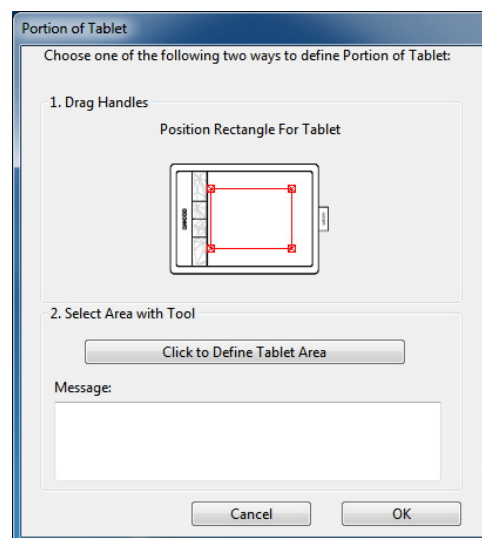 Portion of Tablet
Choose one of the following two ways to define Portion of Tablet:
1. Drag Handles
Position Rectangle For Tablet
2. Select Area with Tool
Click to Define Tablet Area
Message:
Cancel
OK